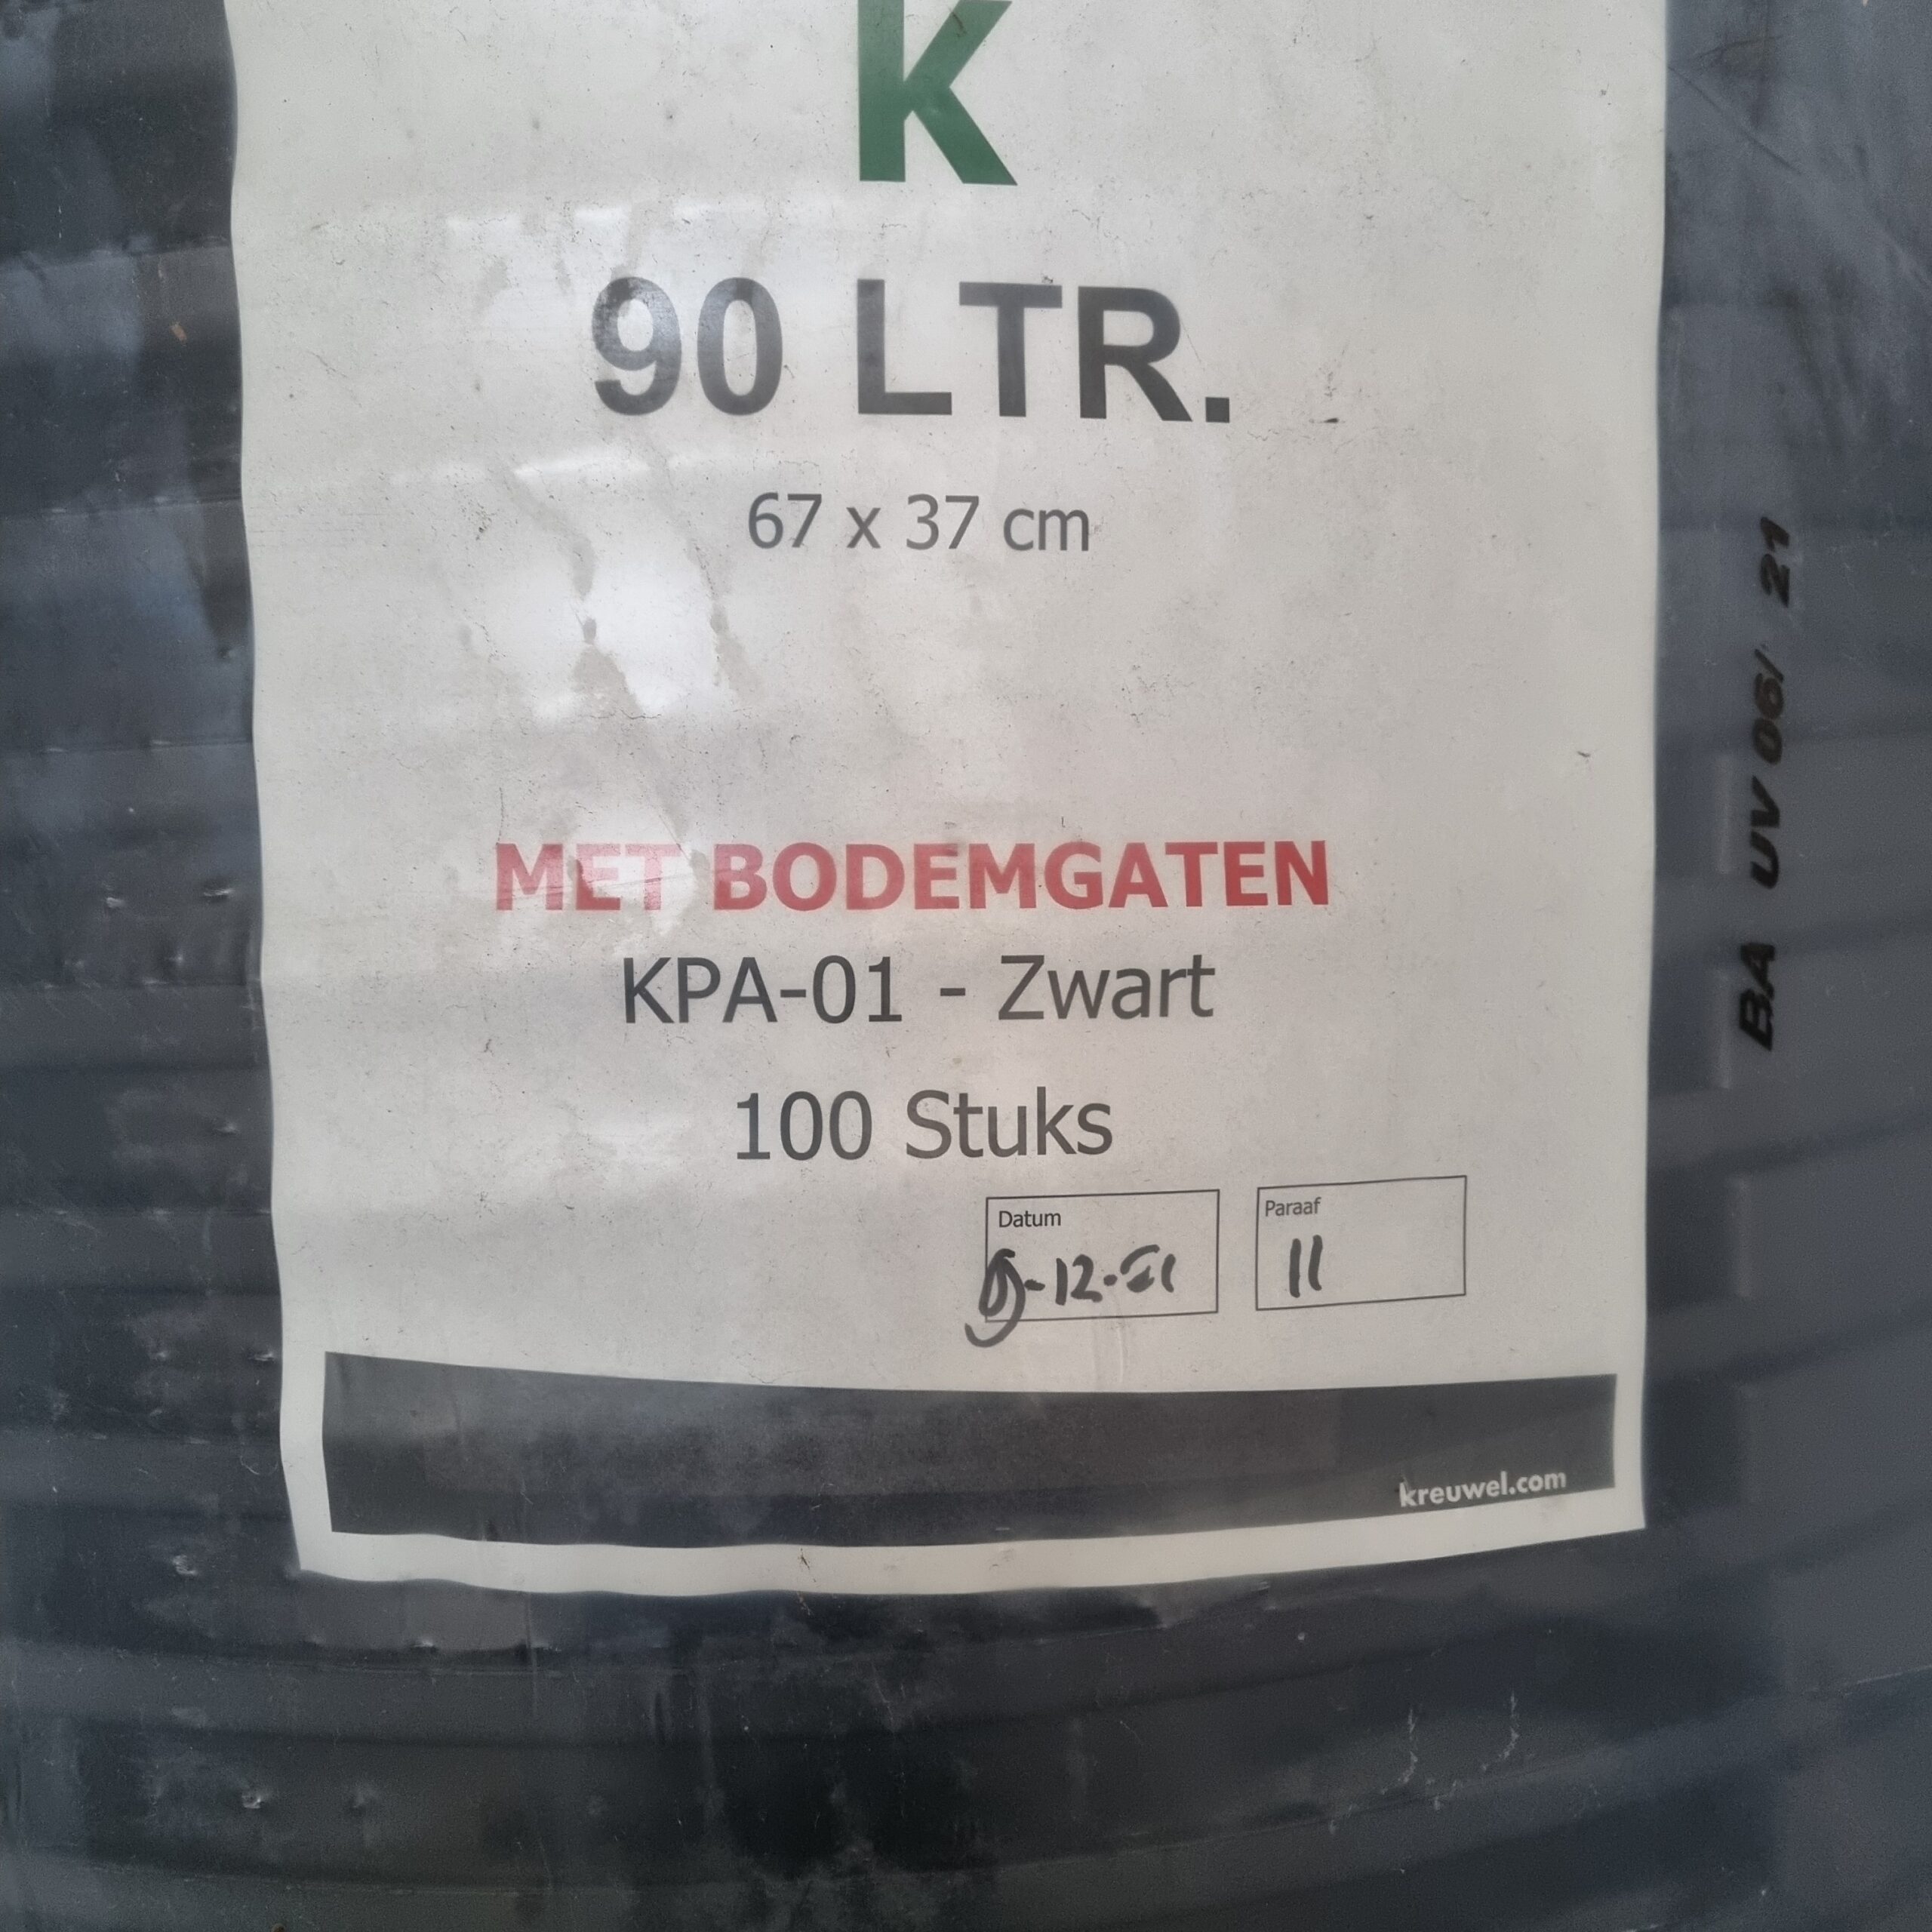 K
90 LTR.
67 x 37 cm
MET BODEMGATEN
KPA-01 - Zwart
100 Stuks
Datum
Paraaf
11
kreuwel.com
BA UV 06/ 21